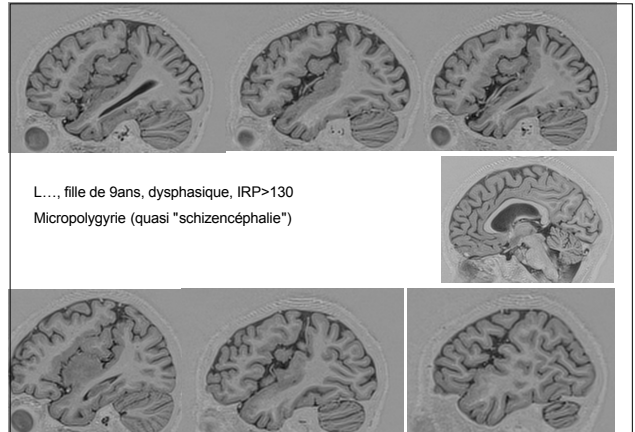 L…, fille de 9ans, dysphasique, IRP>130
Micropolygyrie (quasi "schizencéphalie")